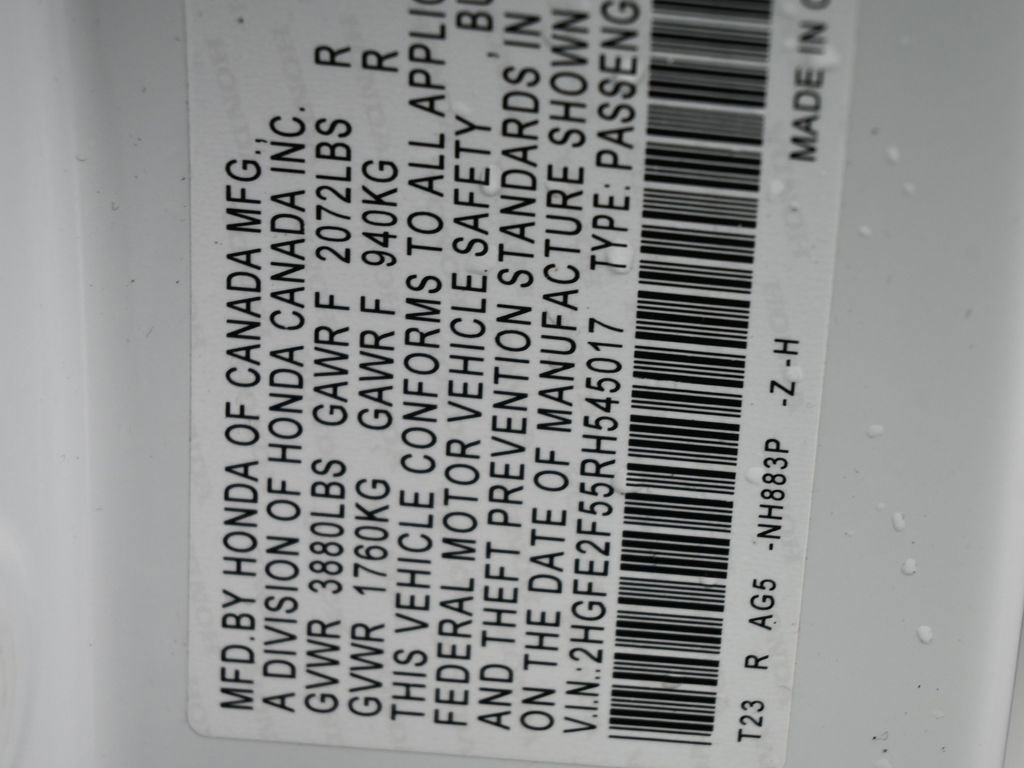 MFD.BY HONDA OF CANADA MFG.,
A DIVISION OF HONDA CANADA INC.
GVWR 3880LBS GAWR F 2072LBS R
GVWR 1760KG GAWR F 940KG R
THIS VEHICLE CONFORMS TO ALL APPLIC
FEDERAL MOTOR VEHICLE SAFETY , BU
AND THEFT PREVENTION STANDARDS IN
ON THE DATE OF MANUFACTURE SHOWN
V.I.N.:2HGFE2F55RH545017 TYPE: PASSENG
T23 R AG5 -NH883P -Z -H
MADE IN C